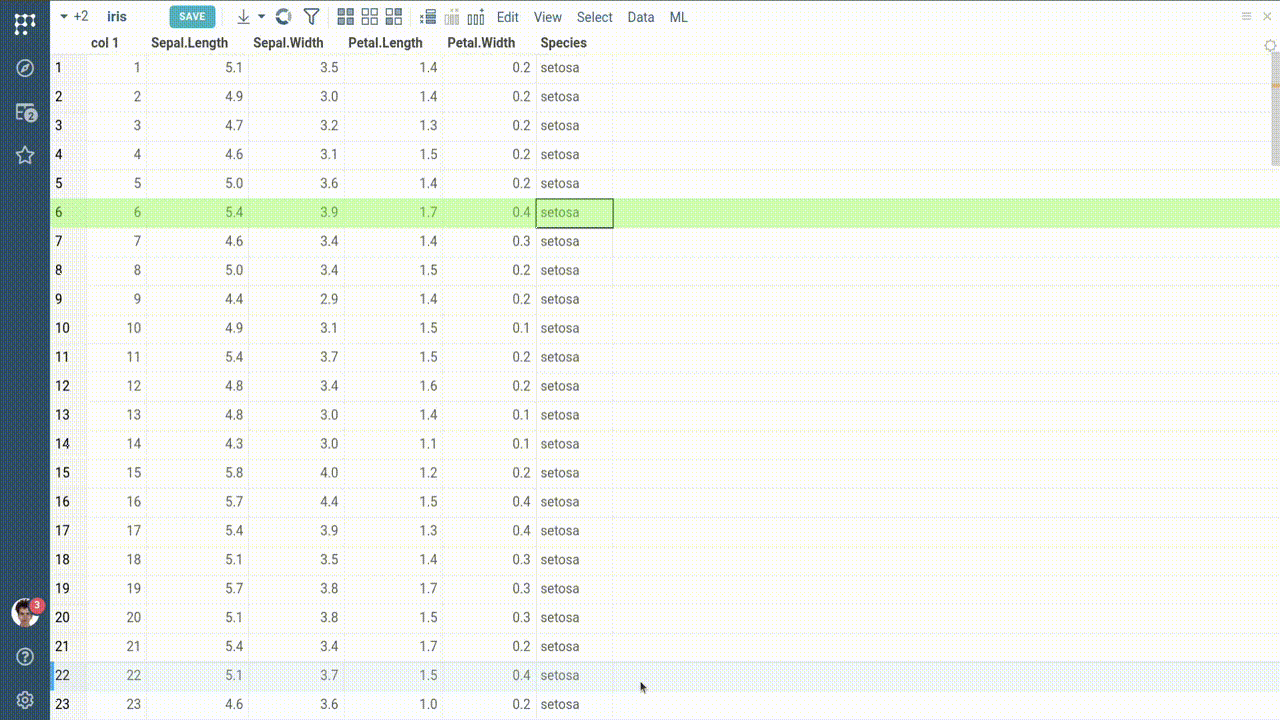 +2 iris SAVE Edit View Select Data ML
col 1 Sepal.Length Sepal.Width Petal.Length Petal.Width Species
1 1 5.1 3.5 1.4 0.2 setosa
2 2 4.9 3.0 1.4 0.2 setosa
2
3 3 4.7 3.2 1.3 0.2 setosa
4 4 4.6 3.1 1.5 0.2 setosa
5 5 5.0 3.6 1.4 0.2 setosa
6 6 5.4 3.9 1.7 0.4 setosa
7 7 4.6 3.4 1.4 0.3 setosa
8 8 5.0 3.4 1.5 0.2 setosa
9 9 4.4 2.9 1.4 0.2 setosa
10 10 4.9 3.1 1.5 0.1 setosa
11 11 5.4 3.7 1.5 0.2 setosa
12 12 4.8 3.4 1.6 0.2 setosa
13 13 4.8 3.0 1.4 0.1 setosa
14 14 4.3 3.0 1.1 0.1 setosa
15 15 5.8 4.0 1.2 0.2 setosa
16 16 5.7 4.4 1.5 0.4 setosa
17 17 5.4 3.9 1.3 0.4 setosa
18 18 5.1 3.5 1.4 0.3 setosa
19 19 5.7 3.8 1.7 0.3 setosa
3
20 20 5.1 3.8 1.5 0.3 setosa
21 21 5.4 3.4 1.7 0.2 setosa
22 22 5.1 3.7 1.5 0.4 setosa
23 23 4.6 3.6 1.0 0.2 setosa